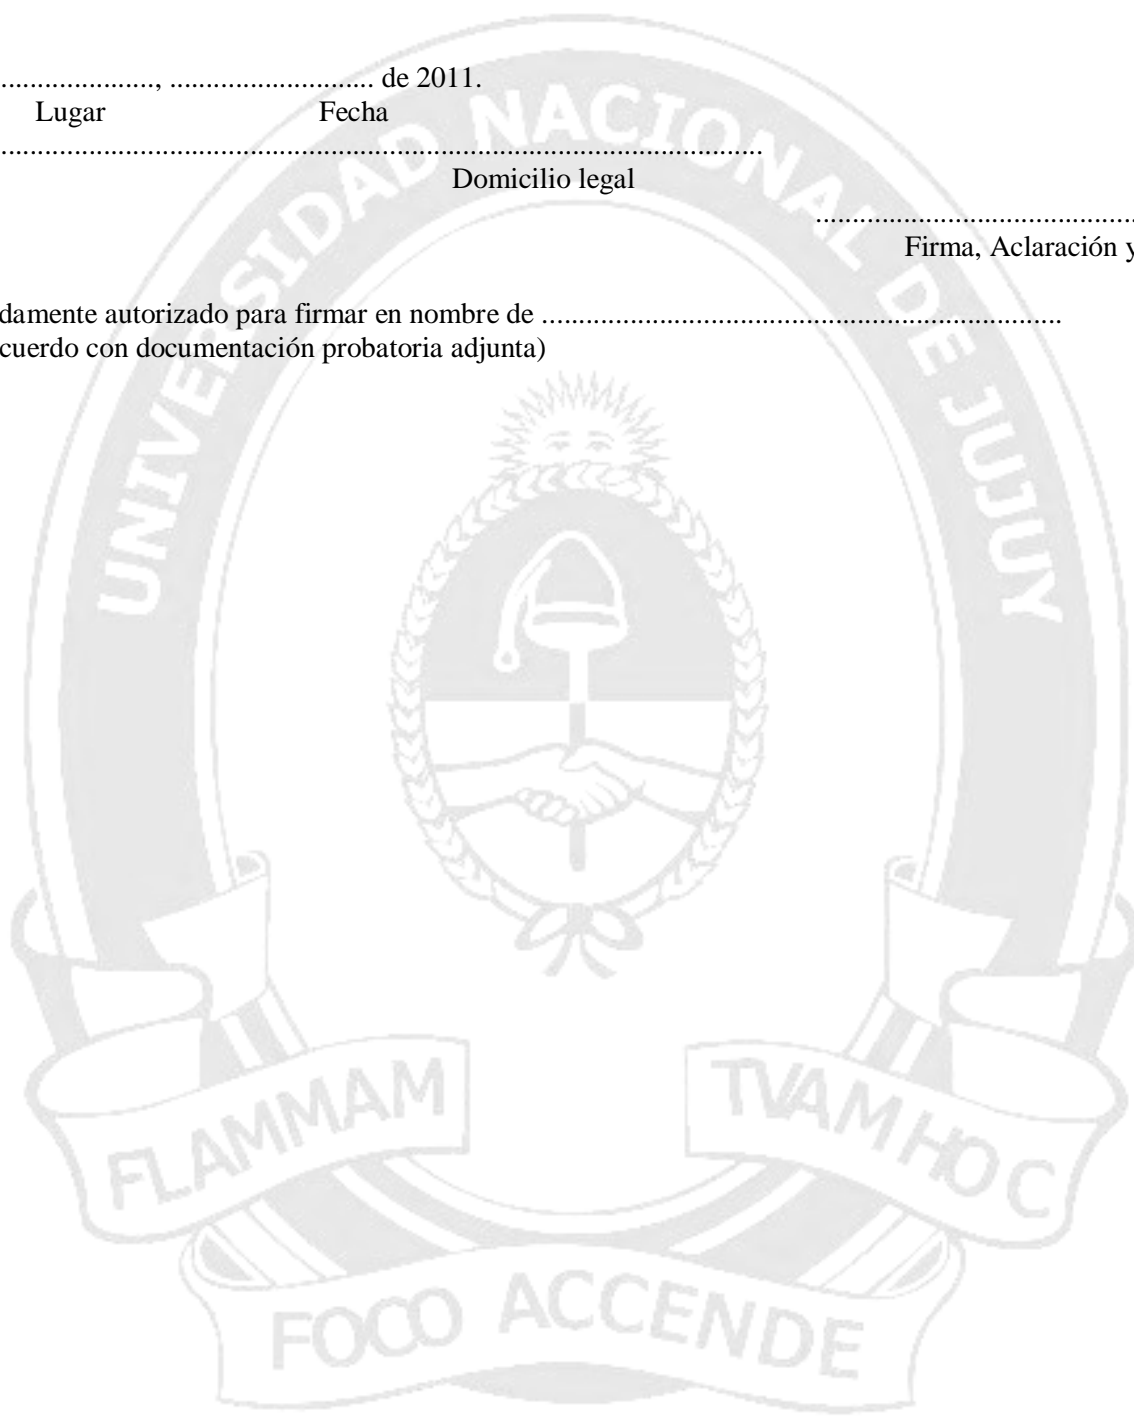 ....................., ........................... de 2011.
Lugar Fecha
.......................................................................................................
Domicilio legal
...........................................
Firma, Aclaración y
damente autorizado para firmar en nombre de ......................................................................
cuerdo con documentación probatoria adjunta)
UNIVERSIDAD NACIONAL DE JUJUY
FLAMMAM
TVAM HOC
FOCO ACCENDE